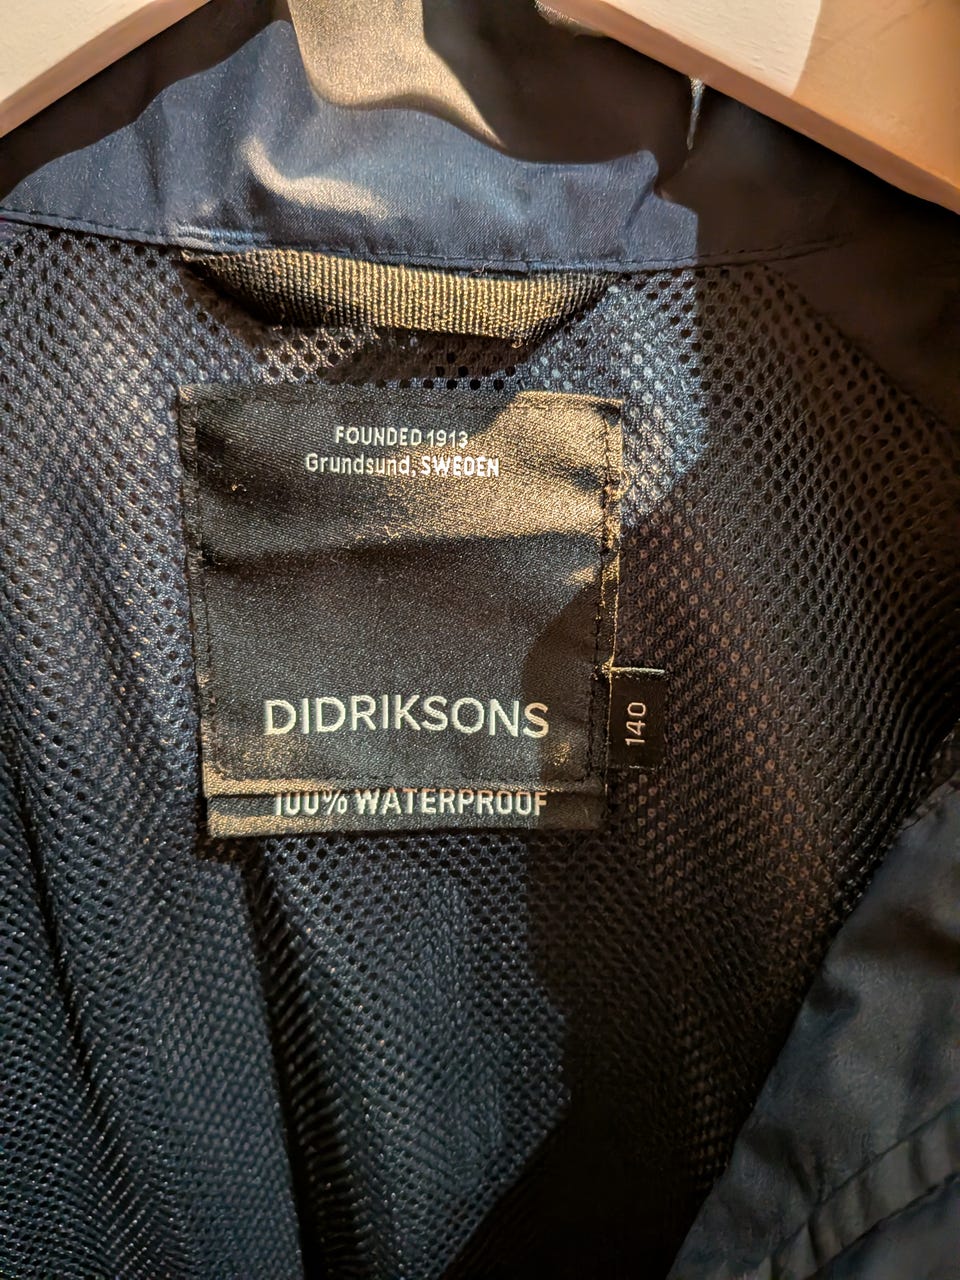 FOUNDED 1913
Grundsund, SWEDEN
DIDRIKSONS
140
100% WATERPROOF